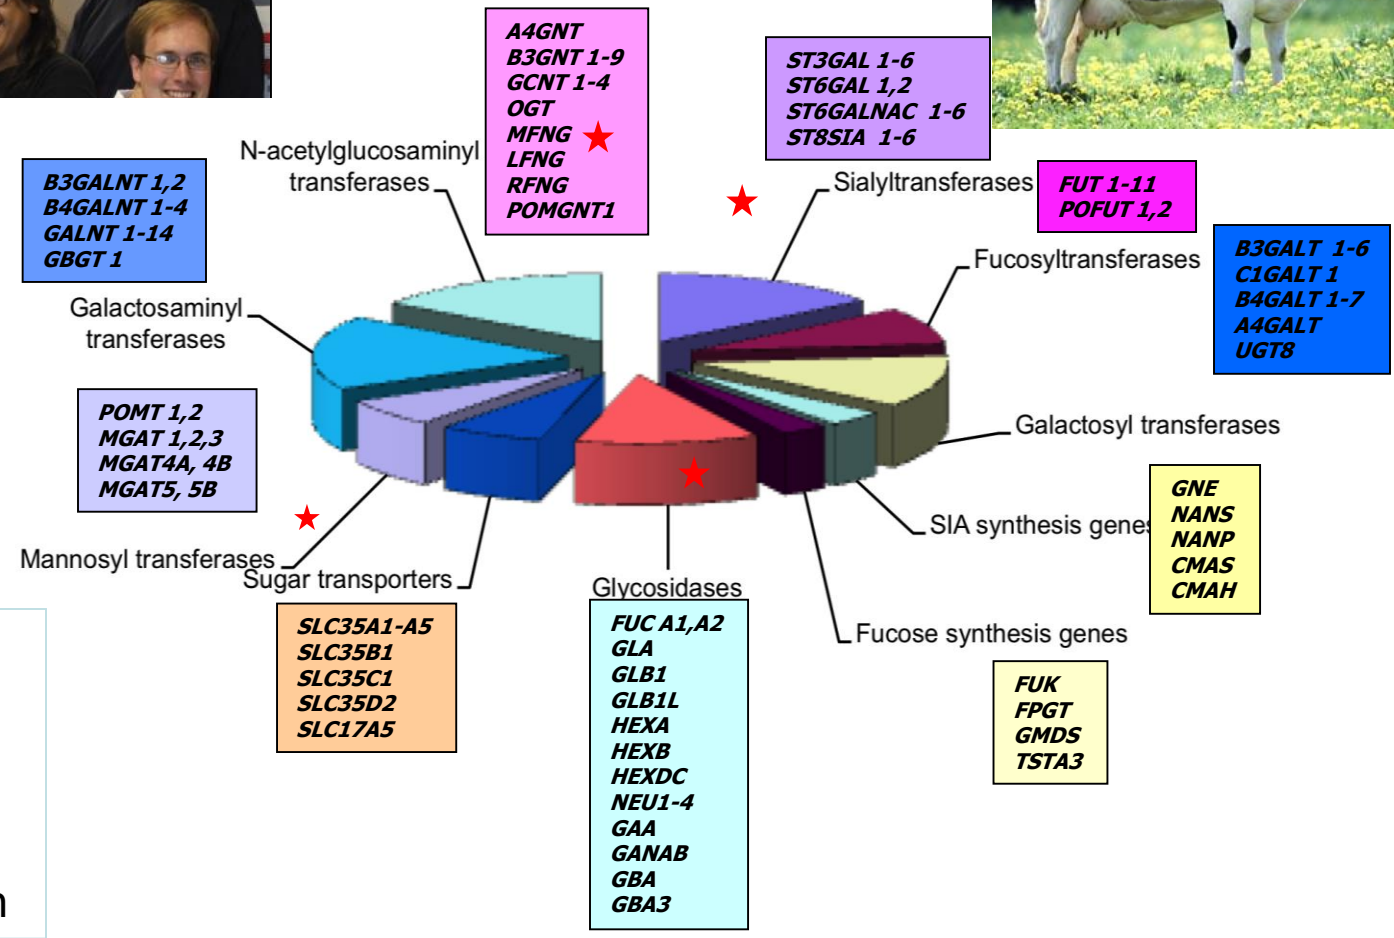 A4GNT
B3GNT 1-9
GCNT 1-4
OGT
MFNG
LFNG
RFNG
POMGNT1
ST3GAL 1-6
ST6GAL 1,2
ST6GALNAC 1-6
ST8SIA 1-6
N-acetylglucosaminyl
transferases
Sialyltransferases
FUT 1-11
POFUT 1,2
B3GALNT 1,2
B4GALNT 1-4
GALNT 1-14
GBGT 1
Fucosyltransferases
B3GALT 1-6
C1GALT 1
B4GALT 1-7
A4GALT
UGT8
Galactosaminyl
transferases
POMT 1,2
MGAT 1,2,3
MGAT4A, 4B
MGAT5, 5B
Galactosyl transferases
GNE
NANS
NANP
CMAS
CMAH
SIA synthesis genes
Mannosyl transferases
Sugar transporters
Glycosidases
SLC35A1-A5
SLC35B1
SLC35C1
SLC35D2
SLC17A5
FUC A1,A2
GLA
GLB1
GLB1L
HEXA
HEXB
HEXDC
NEU1-4
GAA
GANAB
GBA
GBA3
Fucose synthesis genes
FUK
FPGT
GMDS
TSTA3